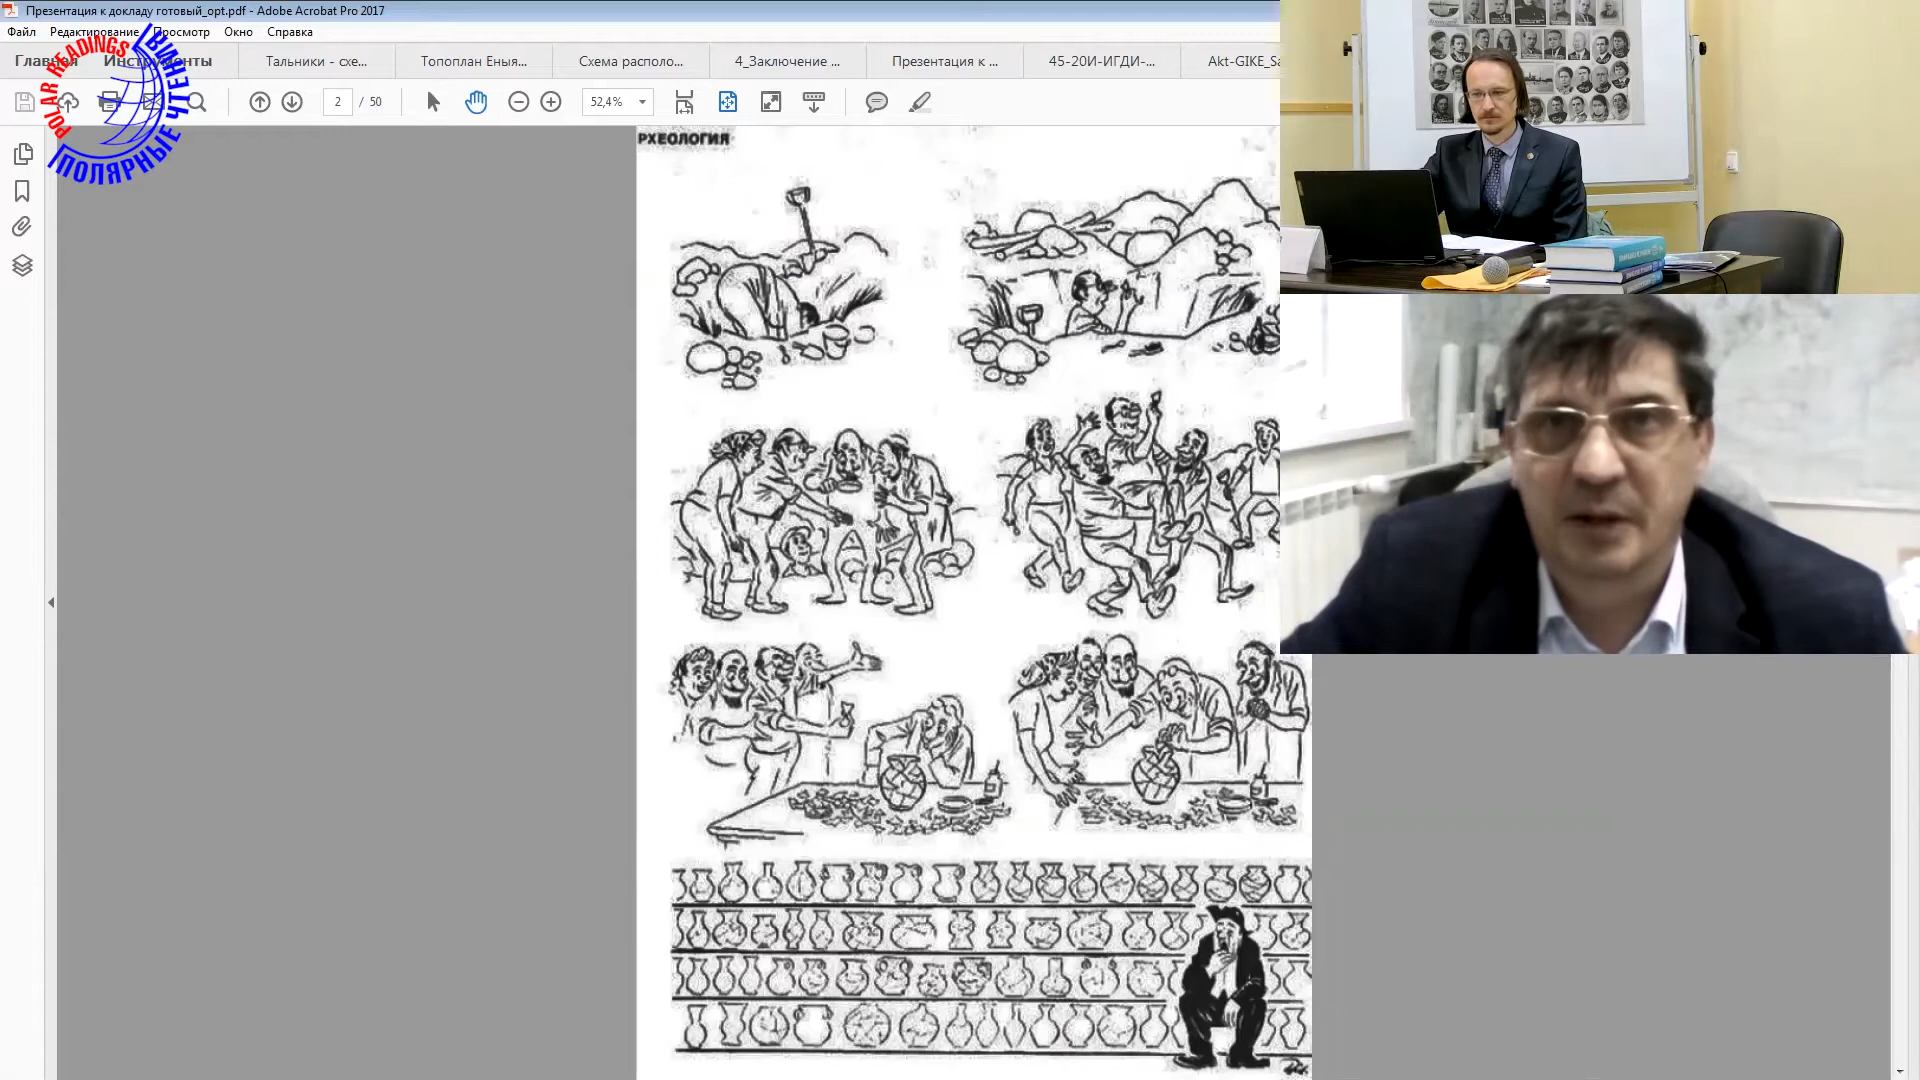 Презентация к докладу готовый_opt.pdf - Adobe Acrobat Pro 2017
Файл Редактирование Просмотр Окно Справка
Главная Инструменты Тальники - схе... Топоплан Еныя... Схема располо... 4_Заключение ... Презентация к ... 45-20И-ИГДИ-... Akt-GIKE_Sa
2 / 50 52,4%
POLAR READINGS
ПОЛЯРНЫЕ ЧТЕНИЯ
РХЕОЛОГИЯ